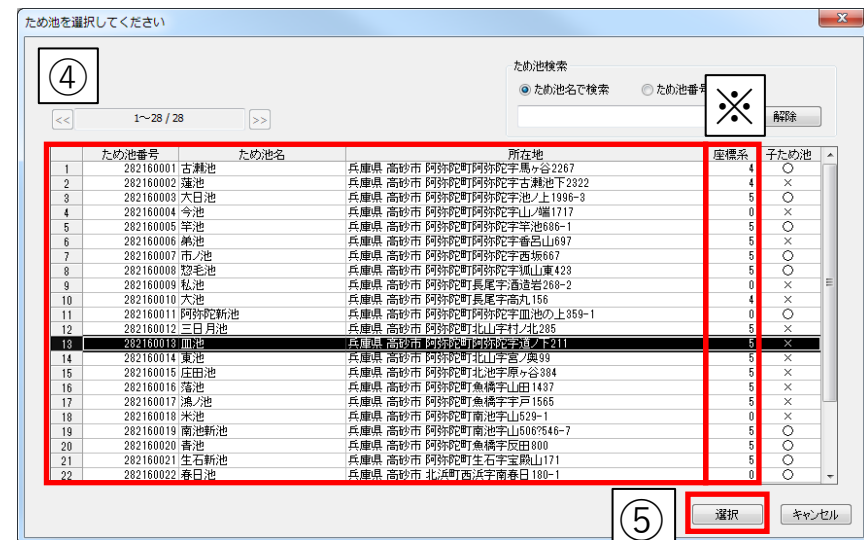 ため池を選択してください
④
ため池検索
ため池名で検索 ため池番号
※
解除
<< 1～28 / 28 >>
ため池番号 ため池名 所在地 座標系 子ため池
1 282160001 古瀬池 兵庫県 高砂市 阿弥陀町阿弥陀字馬ヶ谷2267 4 ○
2 282160002 蓮池 兵庫県 高砂市 阿弥陀町阿弥陀字古瀬池下2322 4 ×
3 282160003 大日池 兵庫県 高砂市 阿弥陀町阿弥陀字池ノ上1996-3 5 ○
4 282160004 今池 兵庫県 高砂市 阿弥陀町阿弥陀字山ノ端1717 0 ×
5 282160005 竿池 兵庫県 高砂市 阿弥陀町阿弥陀字竿池686-1 5 ○
6 282160006 弟池 兵庫県 高砂市 阿弥陀町阿弥陀字香呂山697 5 ×
7 282160007 市ノ池 兵庫県 高砂市 阿弥陀町阿弥陀字西坂667 5 ○
8 282160008 惣毛池 兵庫県 高砂市 阿弥陀町阿弥陀字狐山東423 5 ○
9 282160009 私池 兵庫県 高砂市 阿弥陀町長尾字酒造岩268-2 0 ×
10 282160010 大池 兵庫県 高砂市 阿弥陀町長尾字高丸156 4 ×
11 282160011 阿弥陀新池 兵庫県 高砂市 阿弥陀町阿弥陀字皿池の上359-1 0 ○
12 282160012 三日月池 兵庫県 高砂市 阿弥陀町北山字村ノ北285 5 ×
13 282160013 皿池 兵庫県 高砂市 阿弥陀町阿弥陀字道ノ下211 5 ×
14 282160014 東池 兵庫県 高砂市 阿弥陀町北山字宮ノ奥99 5 ×
15 282160015 庄田池 兵庫県 高砂市 阿弥陀町北池字原ヶ谷384 5 ×
16 282160016 落池 兵庫県 高砂市 阿弥陀町魚橋字山田1437 5 ×
17 282160017 鴻ノ池 兵庫県 高砂市 阿弥陀町魚橋字宇戸1565 5 ×
18 282160018 米池 兵庫県 高砂市 阿弥陀町南池字山529-1 0 ×
19 282160019 南池新池 兵庫県 高砂市 阿弥陀町南池字山506?546-7 5 ○
20 282160020 沓池 兵庫県 高砂市 阿弥陀町魚橋字反田800 5 ○
21 282160021 生石新池 兵庫県 高砂市 阿弥陀町生石字宝殿山171 5 ○
22 282160022 春日池 兵庫県 高砂市 北浜町西浜字南春日180-1 0 ○
⑤
選択 キャンセル